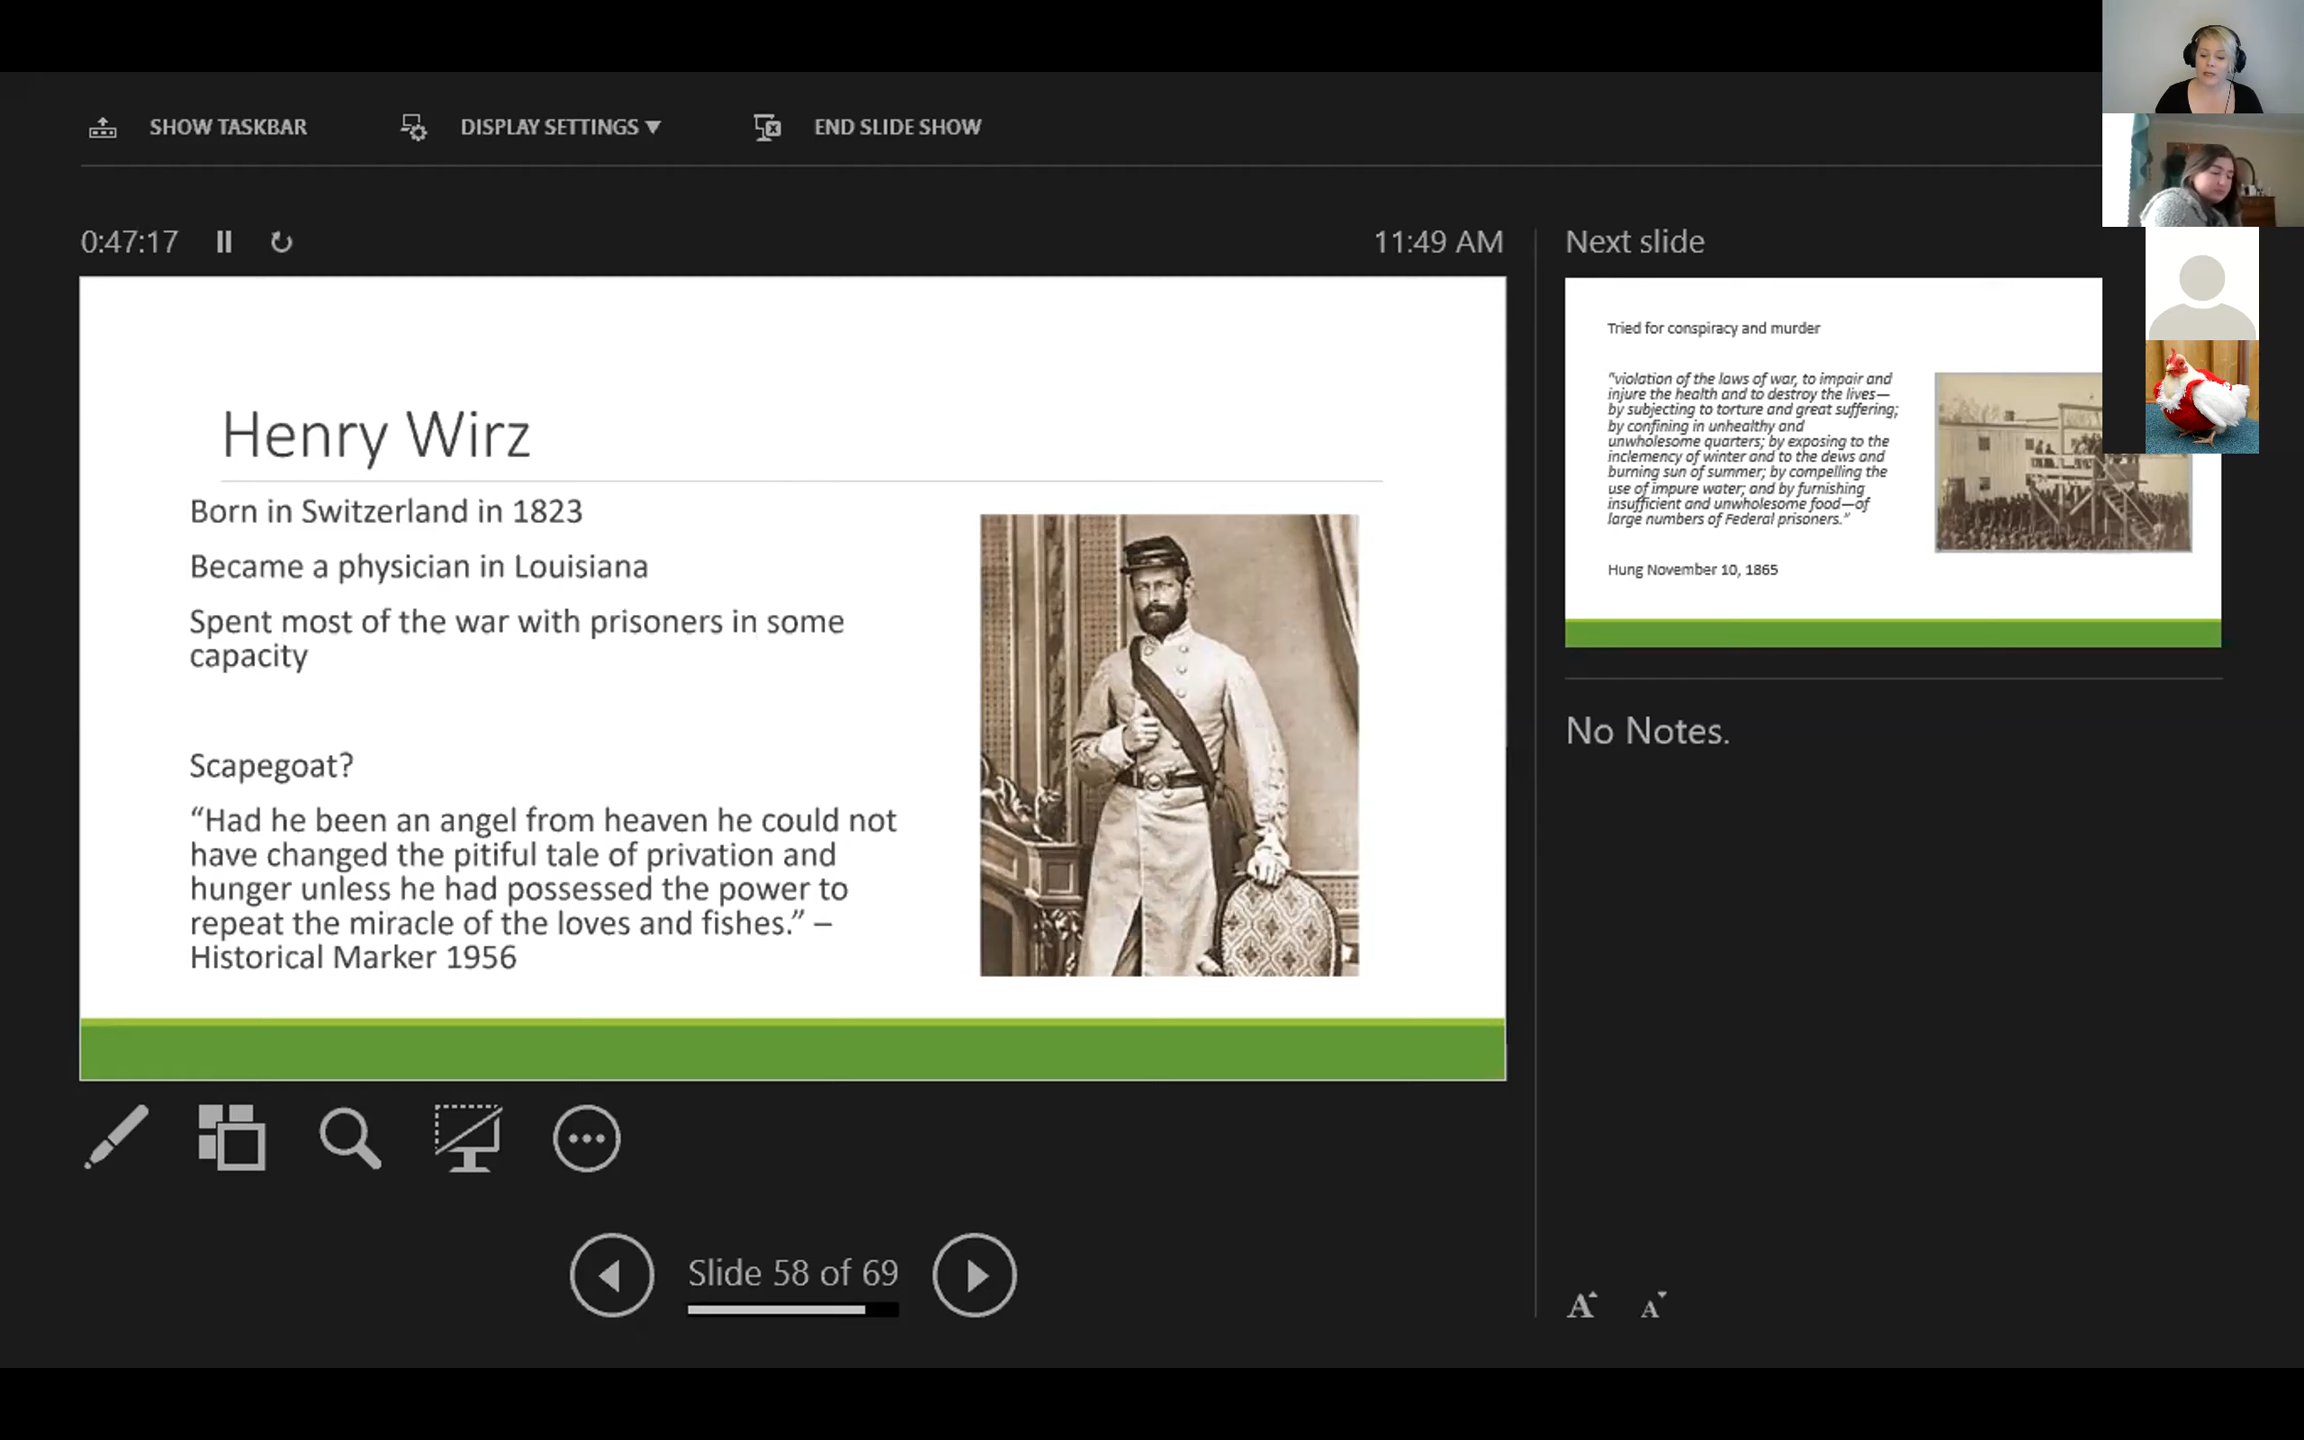 SHOW TASKBAR
DISPLAY SETTINGS ▼
END SLIDE SHOW
0:47:17
11:49 AM
Henry Wirz
Born in Switzerland in 1823
Became a physician in Louisiana
Spent most of the war with prisoners in some
capacity
Scapegoat?
“Had he been an angel from heaven he could not
have changed the pitiful tale of privation and
hunger unless he had possessed the power to
repeat the miracle of the loves and fishes.” –
Historical Marker 1956
Slide 58 of 69
Next slide
Tried for conspiracy and murder
“violation of the laws of war, to impair and
injure the health and to destroy the lives—
by subjecting to torture and great suffering;
by confining in unhealthy and
unwholesome quarters; by exposing to the
inclemency of winter and to the dews and
burning sun of summer; by compelling the
use of impure water; and by furnishing
insufficient and unwholesome food—of
large numbers of Federal prisoners.”
Hung November 10, 1865
No Notes.
A A